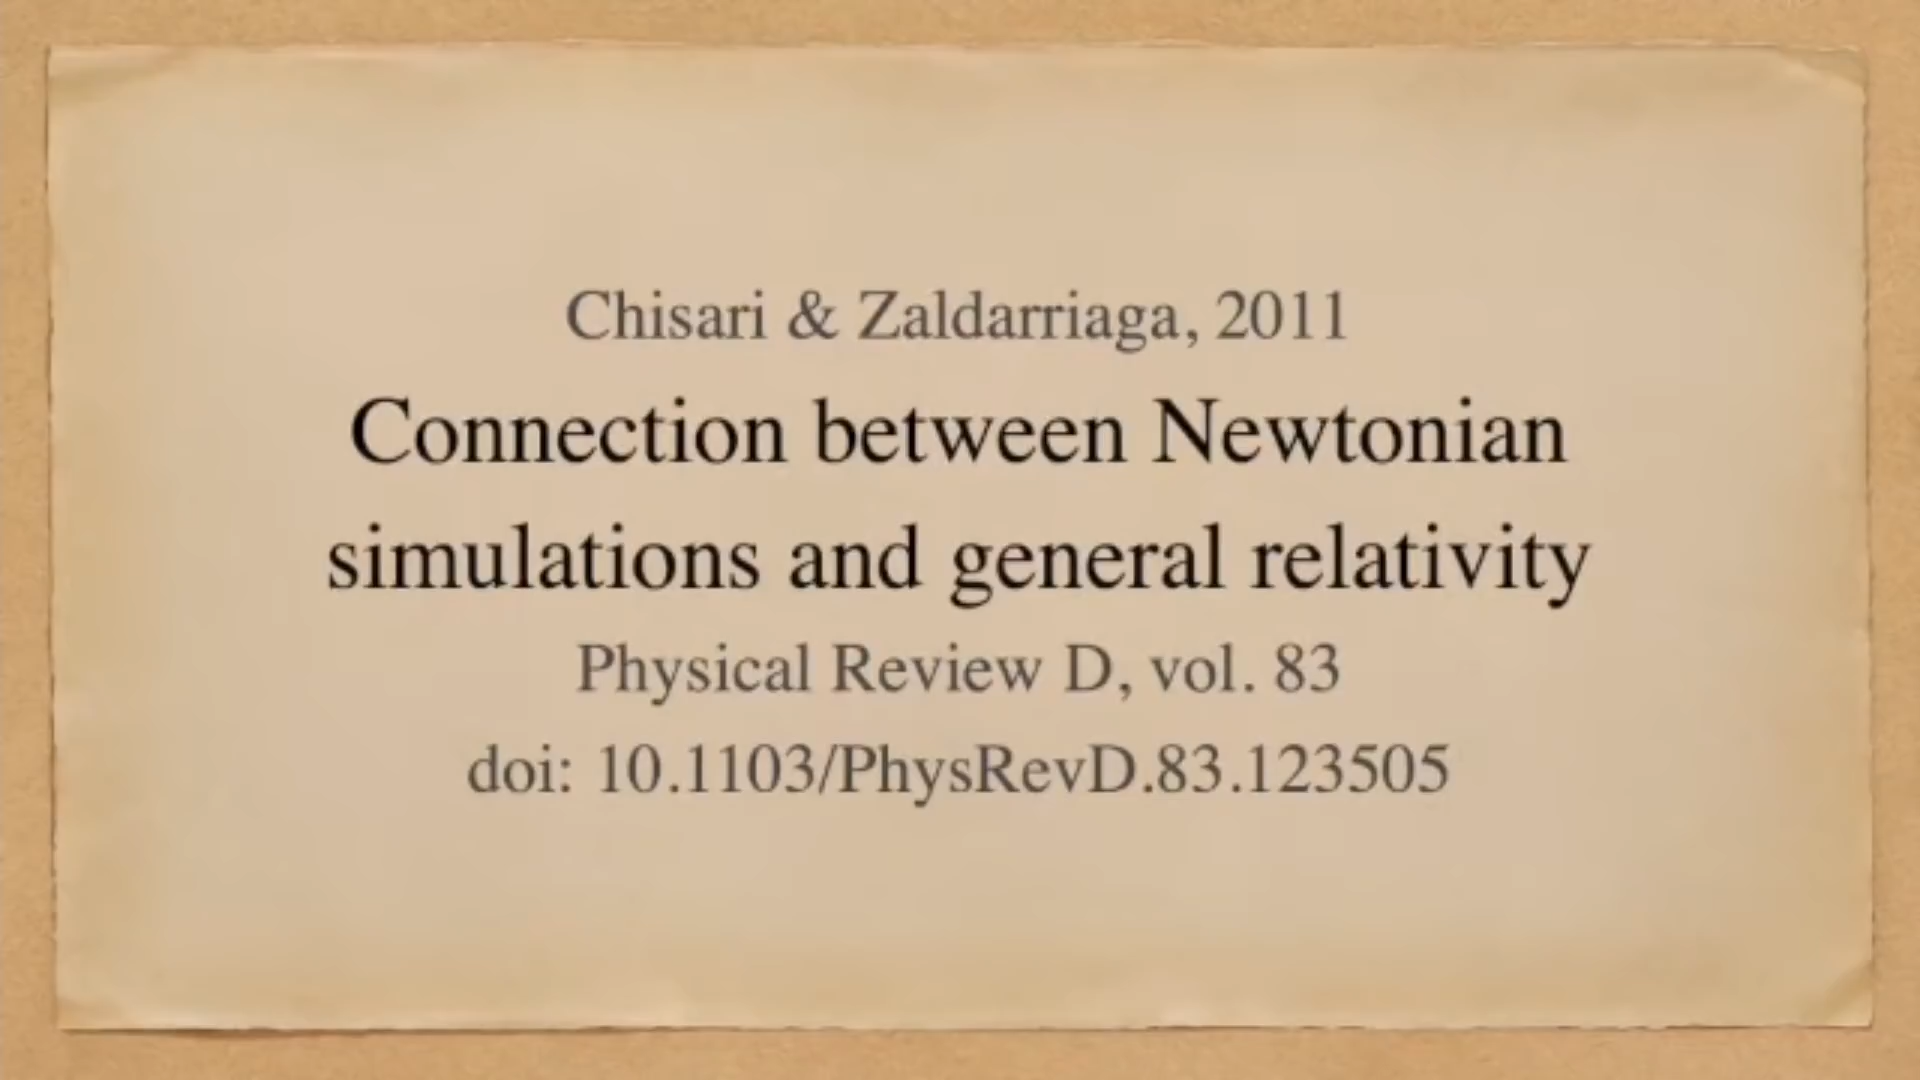 Chisari & Zaldarriaga, 2011
Connection between Newtonian
simulations and general relativity
Physical Review D, vol. 83
doi: 10.1103/PhysRevD.83.123505